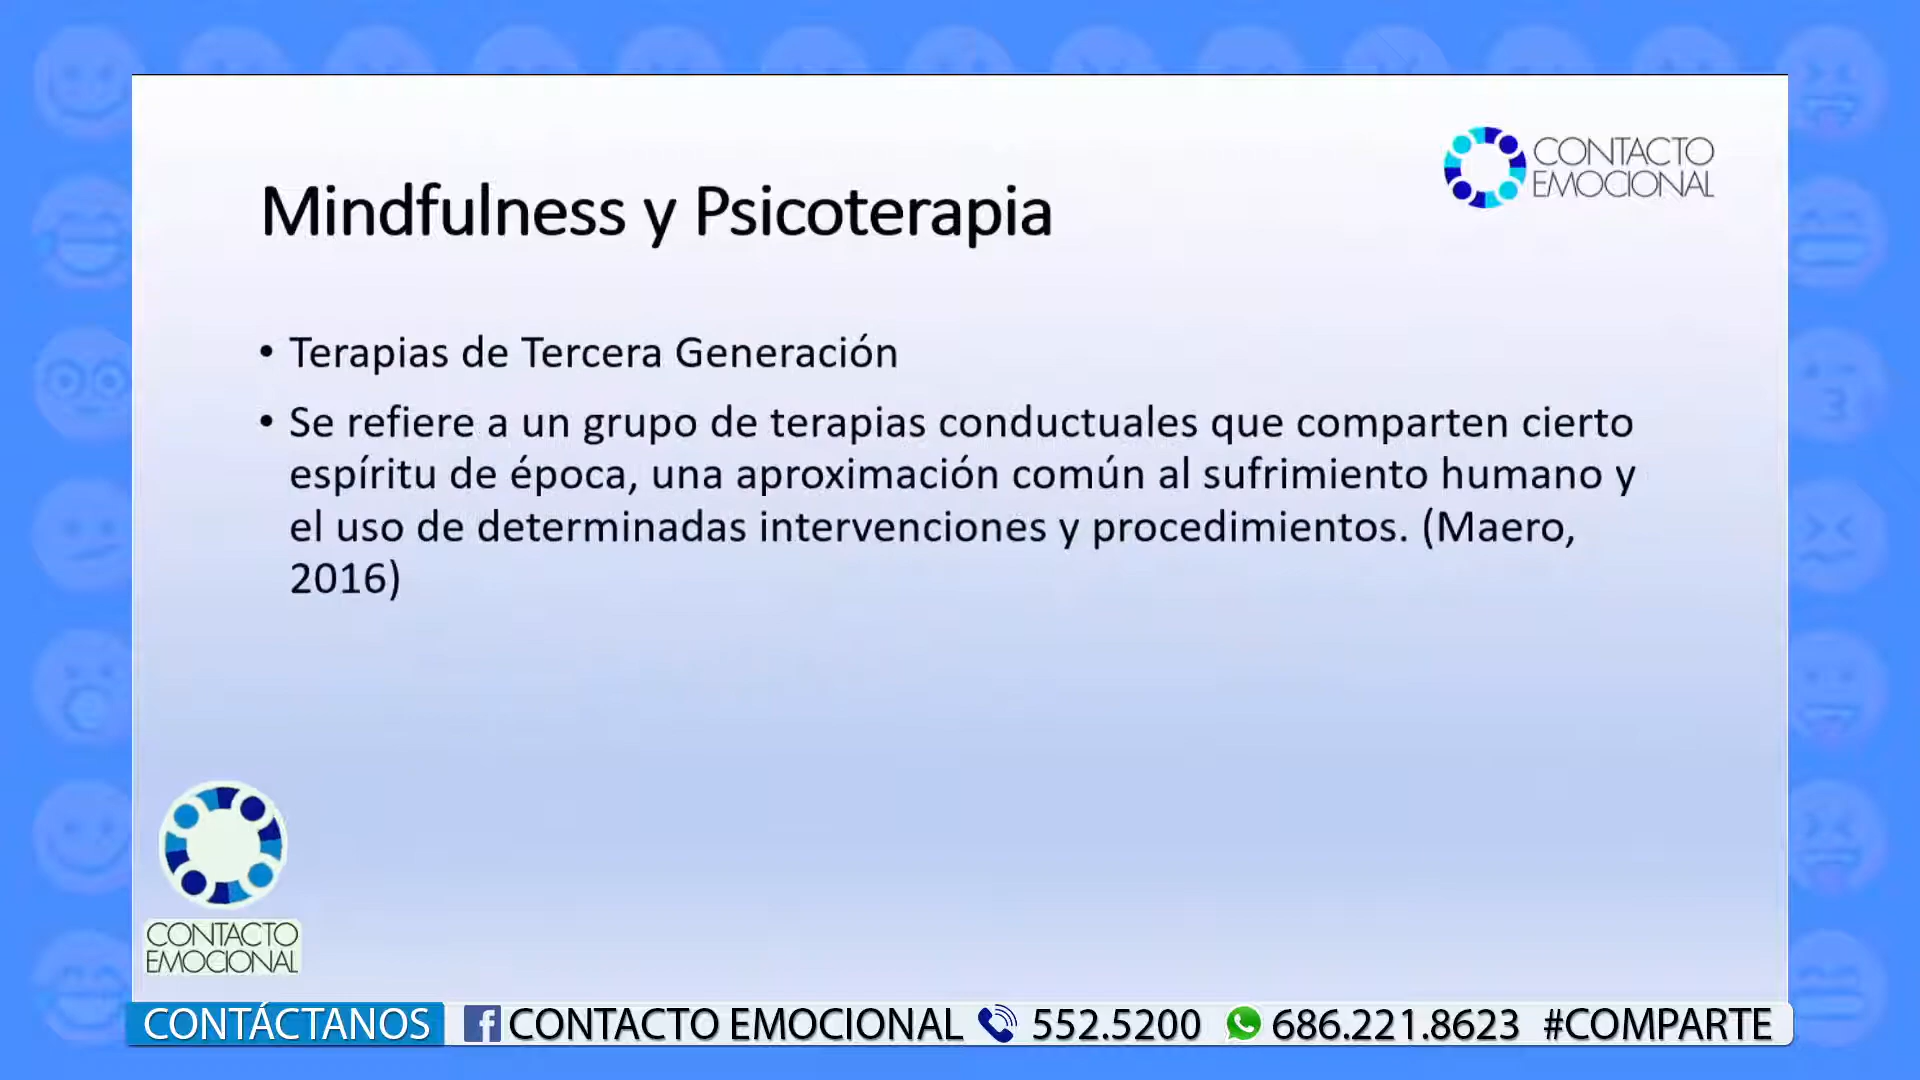 CONTACTO
EMOCIONAL
Mindfulness y Psicoterapia
• Terapias de Tercera Generación
• Se refiere a un grupo de terapias conductuales que comparten cierto
espíritu de época, una aproximación común al sufrimiento humano y
el uso de determinadas intervenciones y procedimientos. (Maero,
2016)
CONTACTO
EMOCIONAL
CONTÁCTANOS f CONTACTO EMOCIONAL 552.5200 686.221.8623 #COMPARTE